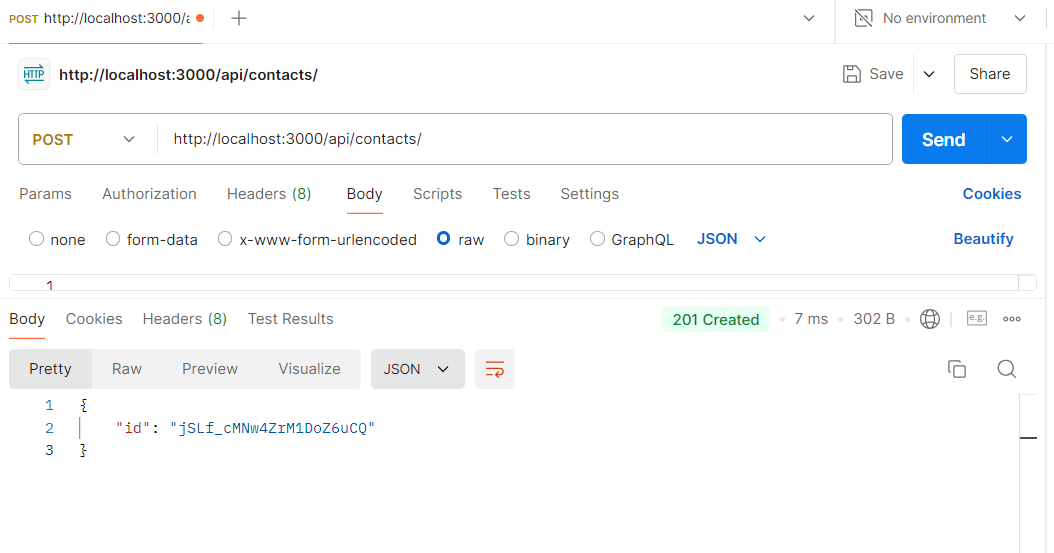 POST http://localhost:3000/a No environment
HTTP http://localhost:3000/api/contacts/ Save Share
POST http://localhost:3000/api/contacts/ Send
Params Authorization Headers (8) Body Scripts Tests Settings Cookies
none form-data x-www-form-urlencoded raw binary GraphQL JSON Beautify
1
Body Cookies Headers (8) Test Results 201 Created 7 ms 302 B e.g.
Pretty Raw Preview Visualize JSON
1 {
2 "id": "jSLf_cMNw4ZrM1DoZ6uCQ"
3 }